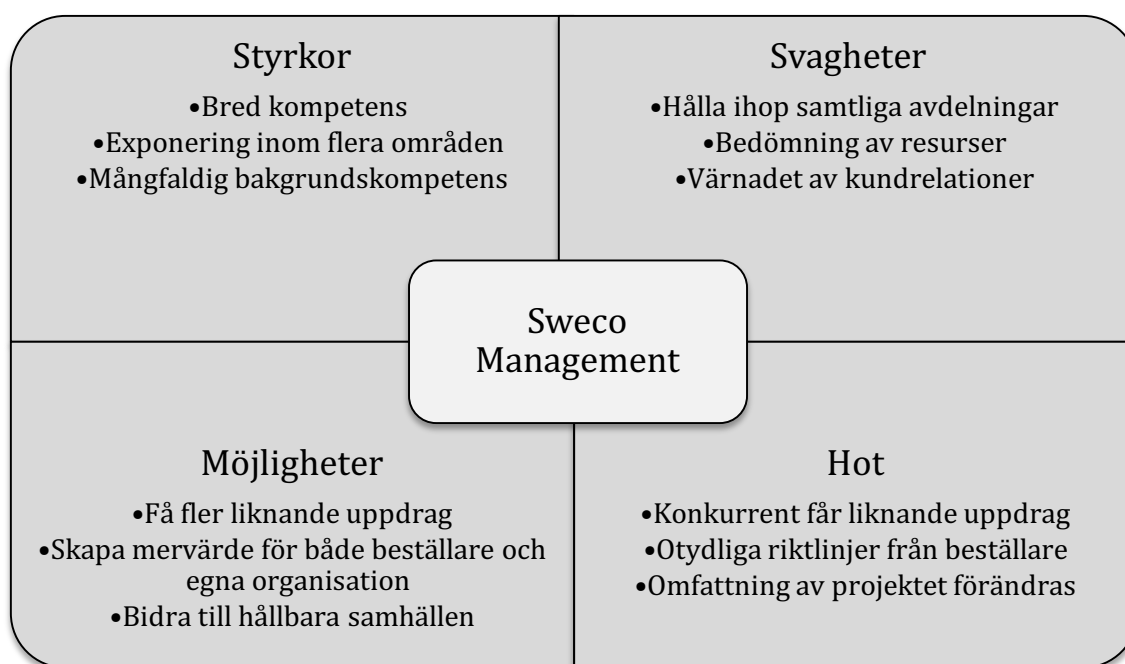 Styrkor
•Bred kompetens
•Exponering inom flera områden
•Mångfaldig bakgrundskompetens
Svagheter
•Hålla ihop samtliga avdelningar
•Bedömning av resurser
•Värnadet av kundrelationer
Sweco
Management
Möjligheter
•Få fler liknande uppdrag
•Skapa mervärde för både beställare och
egna organisation
•Bidra till hållbara samhällen
Hot
•Konkurrent får liknande uppdrag
•Otydliga riktlinjer från beställare
•Omfattning av projektet förändras